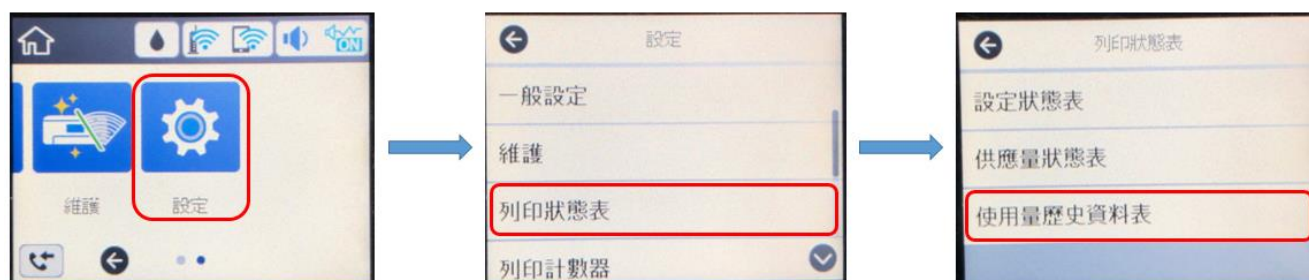 ON
維護
設定
設定
一般設定
維護
列印狀態表
列印計數器
列印狀態表
設定狀態表
供應量狀態表
使用量歷史資料表